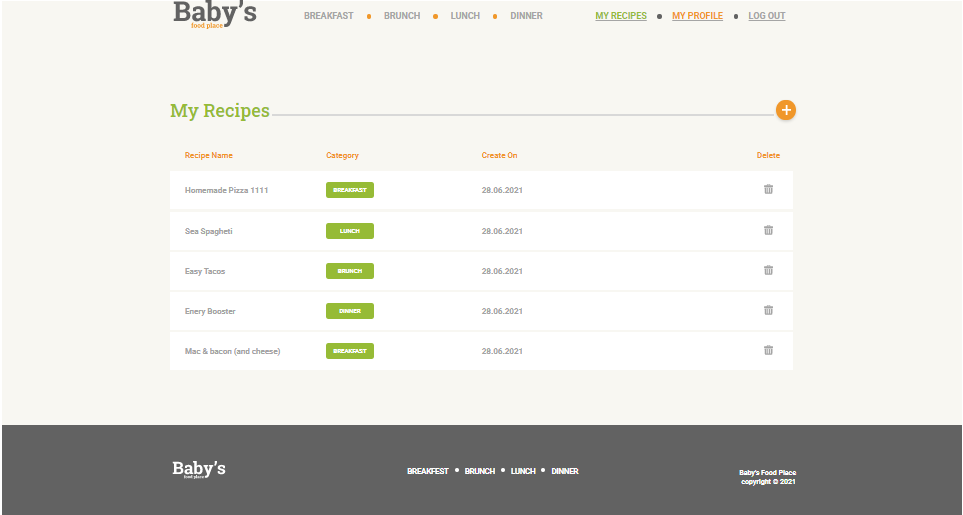 Baby's
food place
BREAKFAST • BRUNCH • LUNCH • DINNER
MY RECIPES • MY PROFILE • LOG OUT
My Recipes
+
Recipe Name Category Create On Delete
Homemade Pizza 1111 BREAKFAST 28.06.2021
Sea Spagheti LUNCH 28.06.2021
Easy Tacos BRUNCH 28.06.2021
Enery Booster DINNER 28.06.2021
Mac & bacon (and cheese) BREAKFAST 28.06.2021
Baby's
food place
BREAKFEST • BRUNCH • LUNCH • DINNER
Baby's Food Place
copyright © 2021